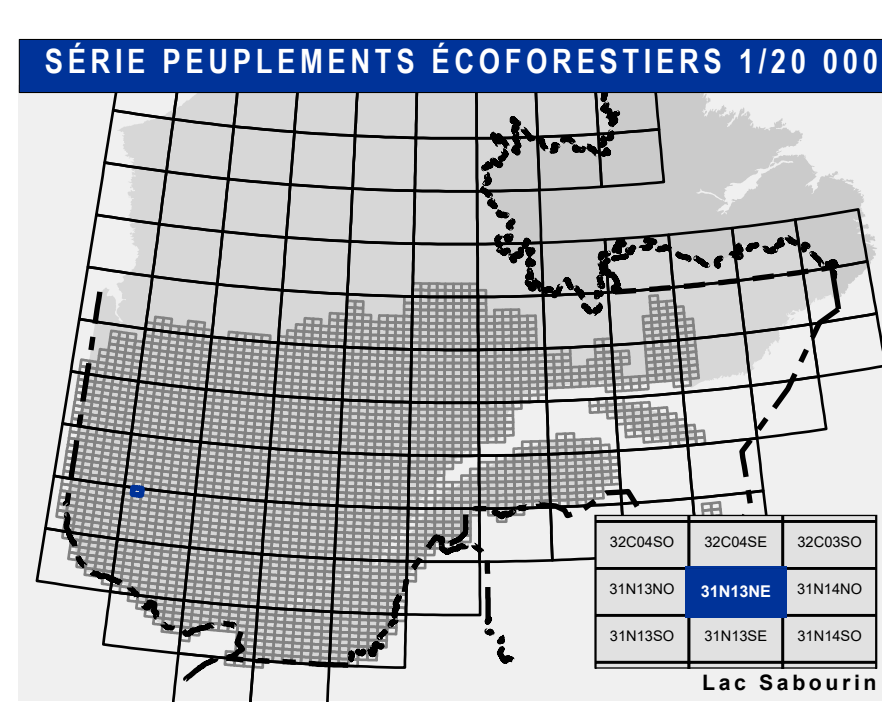 SÉRIE PEUPLEMENTS ÉCOFORESTIERS 1/20 000
32C04SO 32C04SE 32C03SO
31N13NO 31N13NE 31N14NO
31N13SO 31N13SE 31N14SO
Lac Sabourin